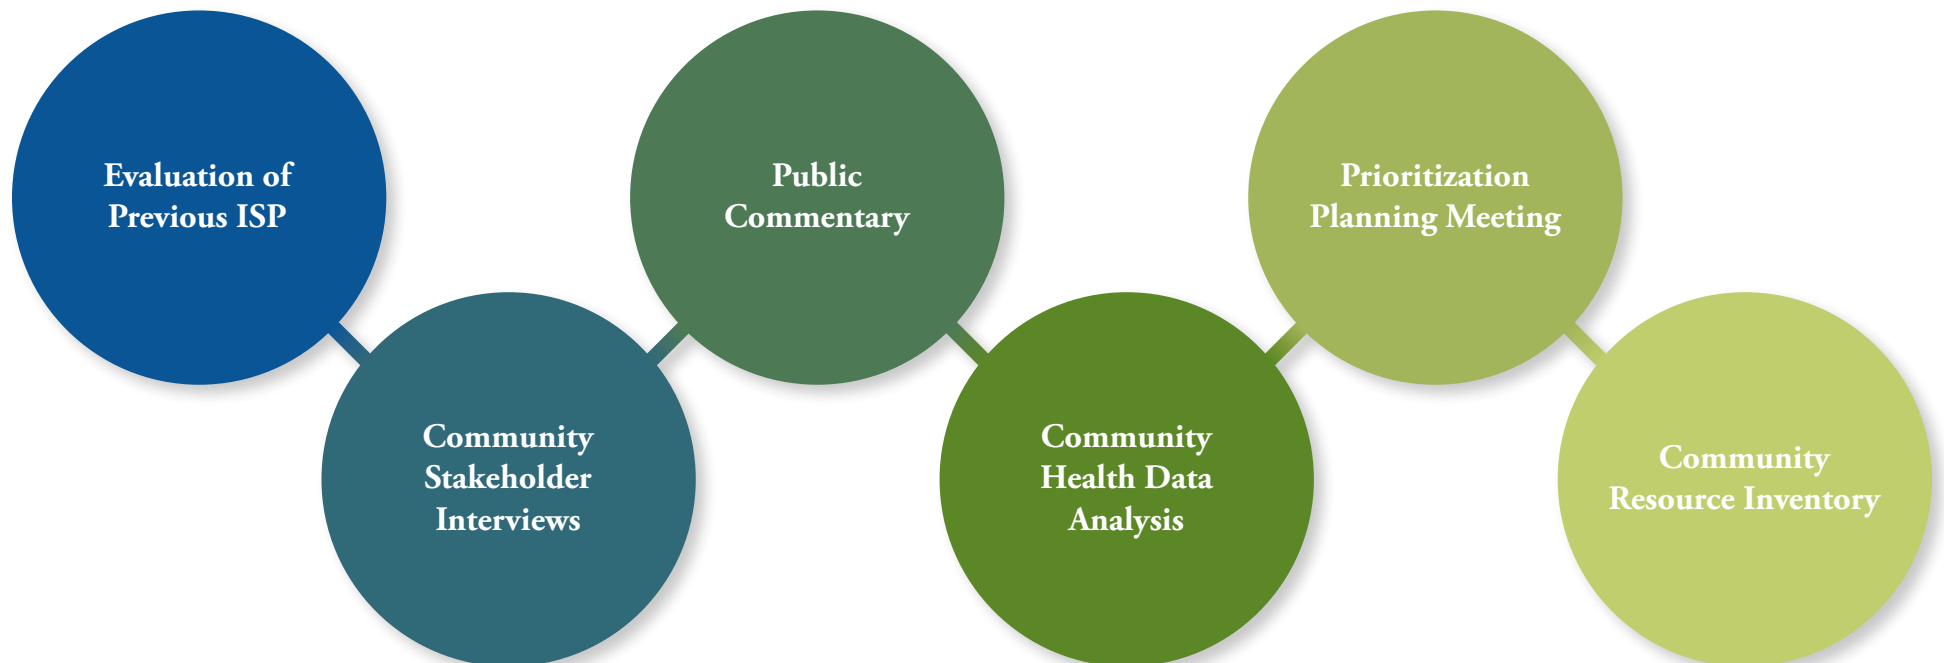 Evaluation of
Previous ISP
Community
Stakeholder
Interviews
Public
Commentary
Community
Health Data
Analysis
Prioritization
Planning Meeting
Community
Resource Inventory